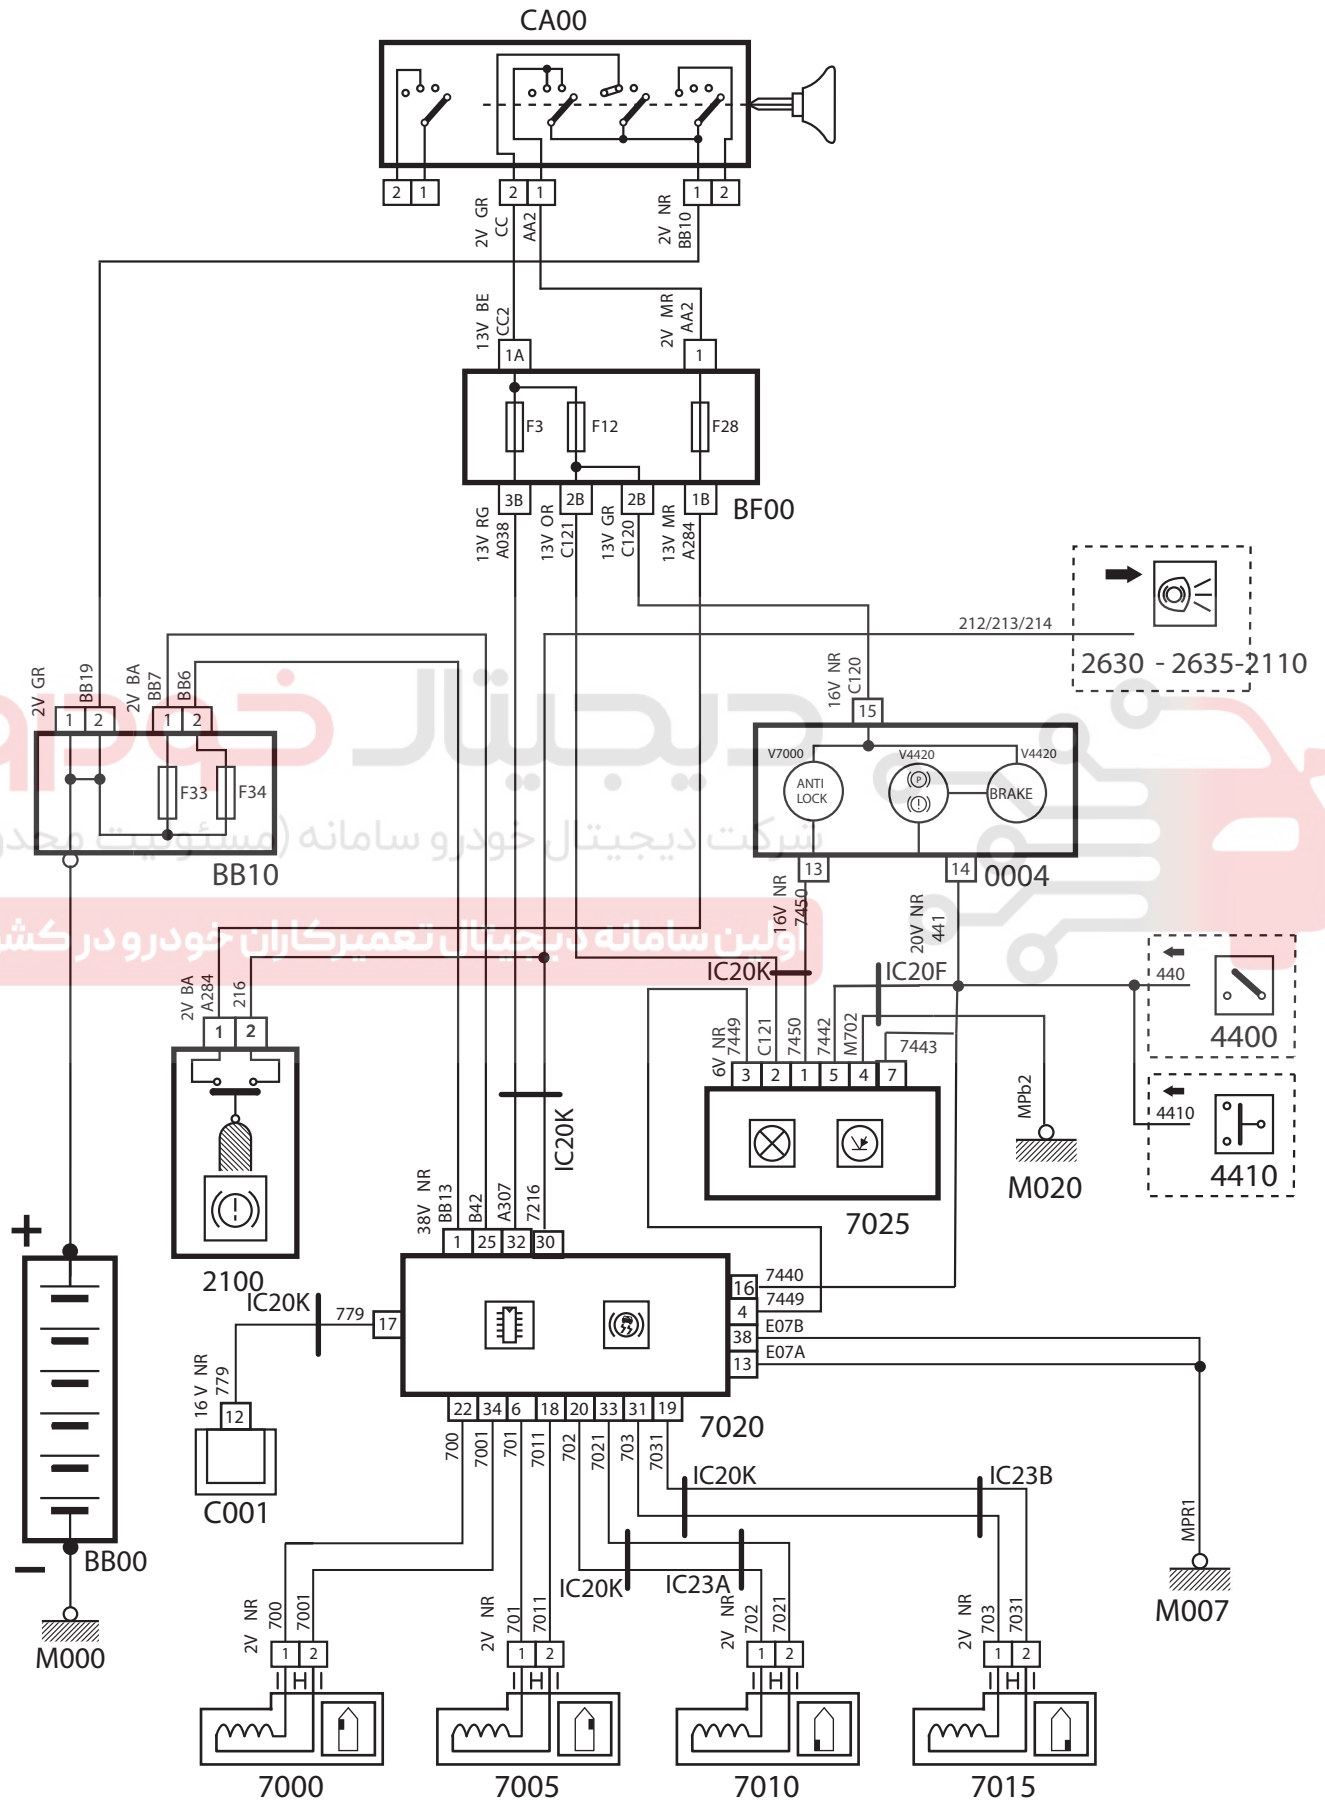 CA00
2 1 2 1 1 2
2V GR
CC
AA2
2V NR
BB10
13V BE
CC2
2V MR
AA2
1A
1
F3
F12
F28
3B
2B
2B
1B
BF00
13V RG
A038
13V OR
C121
13V GR
C120
13V MR
A284
212/213/214
2630 - 2635-2110
2V GR
BB19
2V BA
BB7
BB6
16V NR
C120
1 2
1 2
15
دیجیتال خودرو
V7000
V4420
V4420
ANTI
LOCK
P
!
BRAKE
F33
F34
شرکت دیجیتال خودرو سامانه (مسئولیت محدو
BB10
13
14
0004
16V NR
7450
20V NR
441
اولین سامانه دیجیتال تعمیرکاران خودرو در کش
IC20K
IC20F
440
4400
2V BA
A284
216
1 2
6V NR
7449
C121
7450
7442
M702
7443
3 2 1 5 4 7
MPb2
4410
4410
M020
IC20K
7025
!
2100
38V NR
BB13
B42
A307
7216
1 25 32 30
+
IC20K
779
17
16
7440
4
7449
38
E07B
13
E07A
16 V NR
779
12
C001
22 34 6 18 20 33 31 19
7020
700
7001
701
7011
702
7021
703
7031
IC20K
IC23B
MPR1
BB00
IC20K
IC23A
M007
M000
2V NR
700
7001
2V NR
701
7011
2V NR
702
7021
2V NR
703
7031
1 2
1 2
1 2
1 2
7000
7005
7010
7015